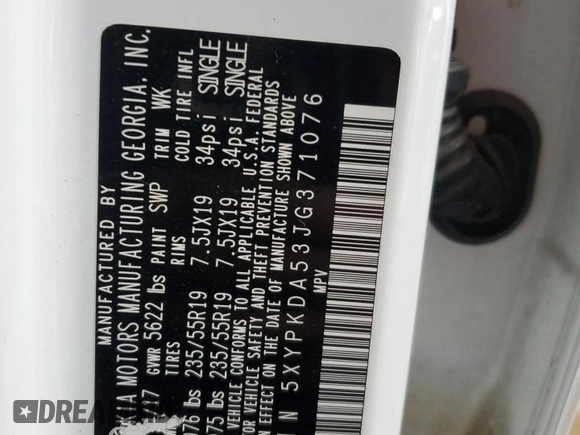 MANUFACTURED BY
MOTORS MANUFACTURING GEORGIA, INC.
GVWR 5622 lbs PAINT SWP TRIM WK
TIRES RIMS COLD TIRE INFL
lbs 235/55R19 7.5JX19 34psi SINGLE
lbs 235/55R19 7.5JX19 34psi SINGLE
VEHICLE CONFORMS TO ALL APPLICABLE U.S.A. FEDERAL
VEHICLE SAFETY AND THEFT PREVENTION STANDARDS
IN EFFECT ON THE DATE OF MANUFACTURE SHOWN ABOVE
5XYPKDA53JG371076
MPV